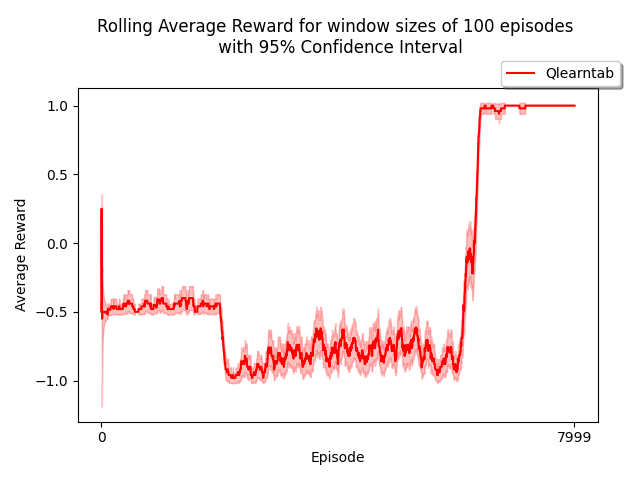 Rolling Average Reward for window sizes of 100 episodes
with 95% Confidence Interval
Qlearntab
1.0
0.5
0.0
−0.5
−1.0
Average Reward
0
7999
Episode